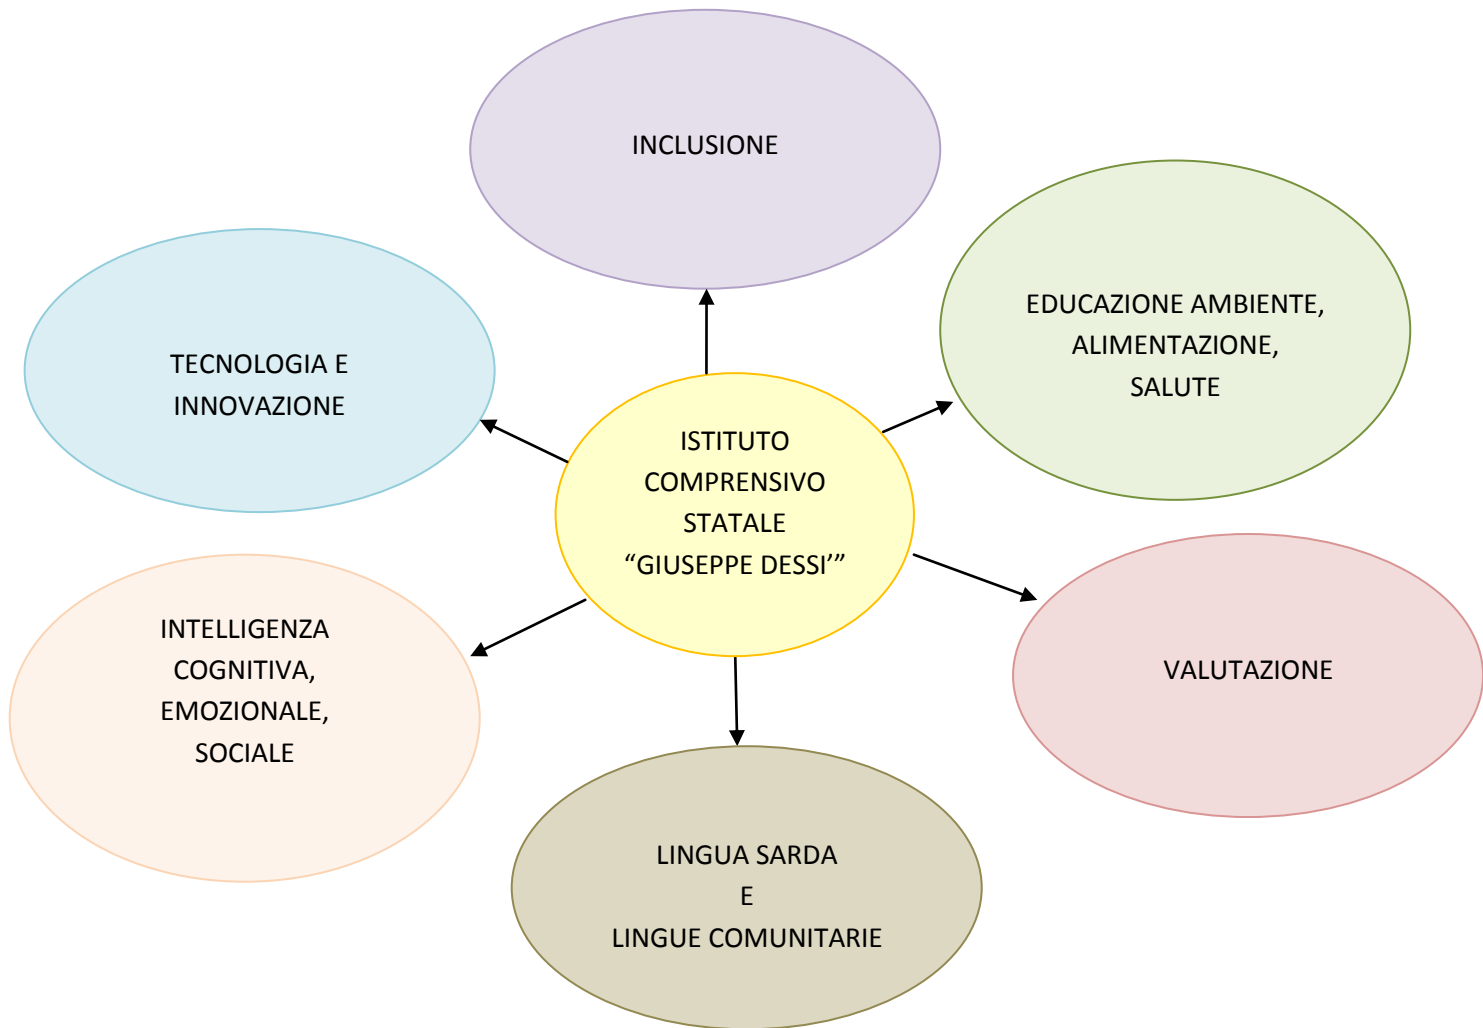 INCLUSIONE
EDUCAZIONE AMBIENTE,
ALIMENTAZIONE,
SALUTE
TECNOLOGIA E
INNOVAZIONE
ISTITUTO
COMPRENSIVO
STATALE
“GIUSEPPE DESSI’”
INTELLIGENZA
COGNITIVA,
EMOZIONALE,
SOCIALE
VALUTAZIONE
LINGUA SARDA
E
LINGUE COMUNITARIE